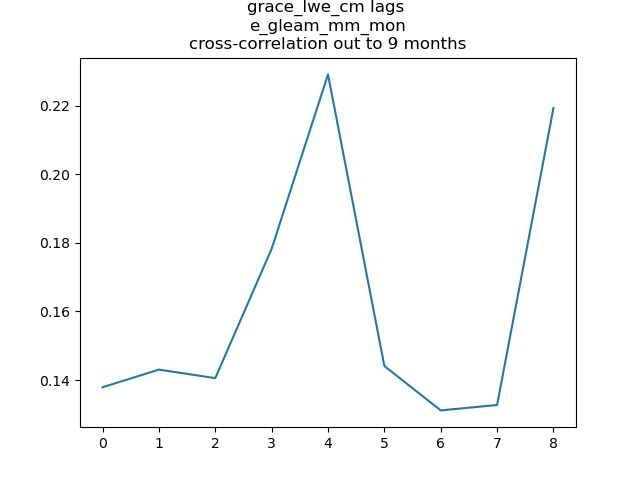 grace_lwe_cm lags
e_gleam_mm_mon
cross-correlation out to 9 months
0.22
0.20
0.18
0.16
0.14
0 1 2 3 4 5 6 7 8